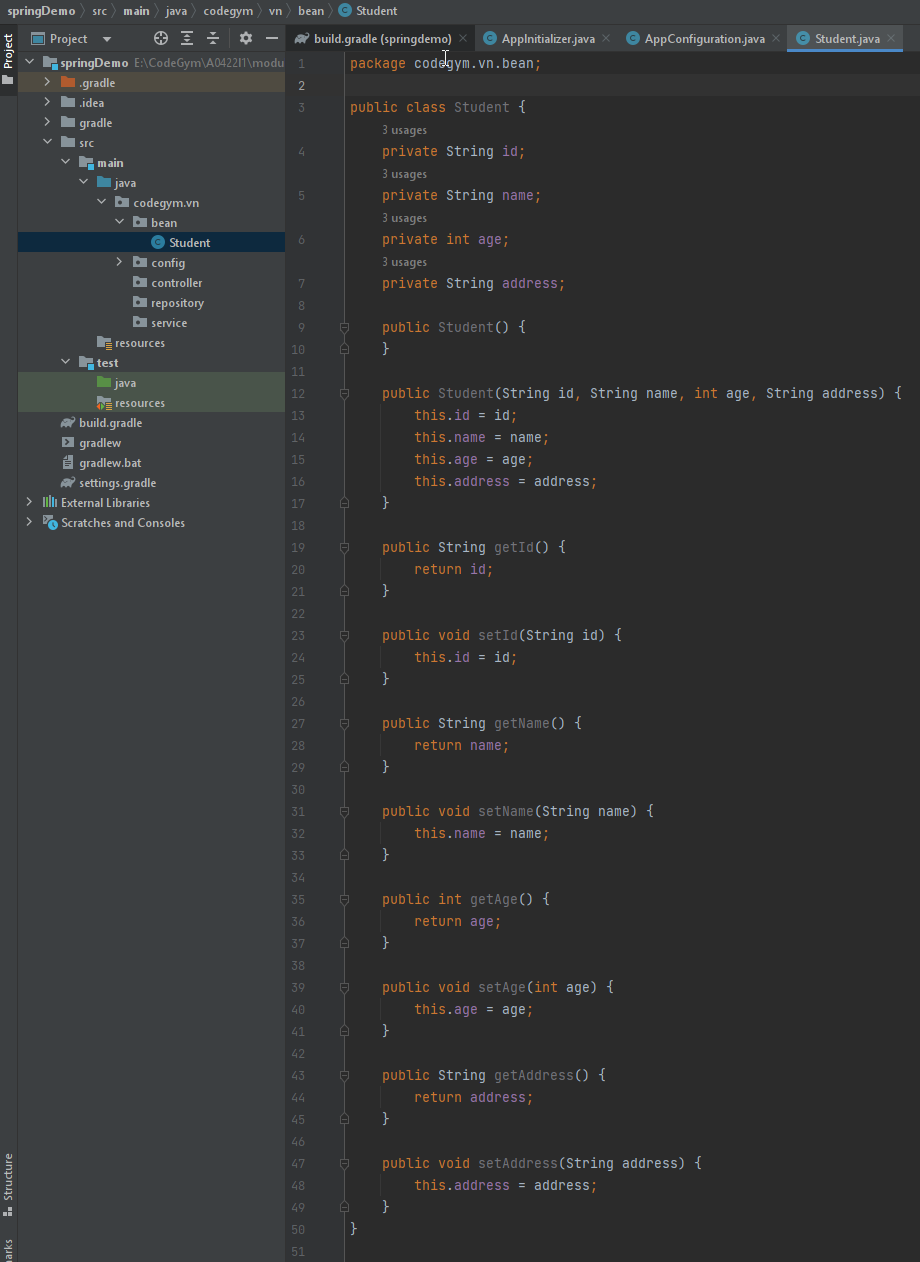 springDemo src main java codegym vn bean Student
Project
build.gradle (springdemo) AppInitializer.java AppConfiguration.java Student.java
Project
springDemo E:\CodeGym\A0422I1\modu
.gradle
.idea
gradle
src
main
java
codegym.vn
bean
Student
config
controller
repository
service
resources
test
java
resources
build.gradle
gradlew
gradlew.bat
settings.gradle
External Libraries
Scratches and Consoles
Structure
marks
1 package codegym.vn.bean;
2
3 public class Student {
3 usages
4 private String id;
3 usages
5 private String name;
3 usages
6 private int age;
3 usages
7 private String address;
8
9 public Student() {
10 }
11
12 public Student(String id, String name, int age, String address) {
13 this.id = id;
14 this.name = name;
15 this.age = age;
16 this.address = address;
17 }
18
19 public String getId() {
20 return id;
21 }
22
23 public void setId(String id) {
24 this.id = id;
25 }
26
27 public String getName() {
28 return name;
29 }
30
31 public void setName(String name) {
32 this.name = name;
33 }
34
35 public int getAge() {
36 return age;
37 }
38
39 public void setAge(int age) {
40 this.age = age;
41 }
42
43 public String getAddress() {
44 return address;
45 }
46
47 public void setAddress(String address) {
48 this.address = address;
49 }
50 }
51